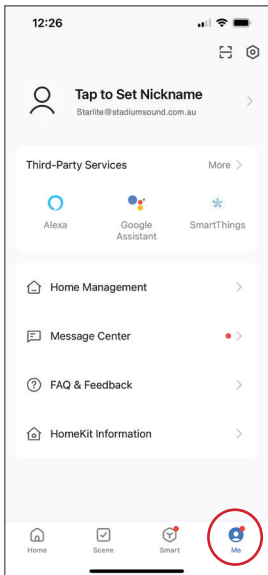 12:26
Tap to Set Nickname
Starlite@stadiumsound.com.au
Third-Party Services
More
Alexa
Google
Assistant
SmartThings
Home Management
Message Center
FAQ & Feedback
HomeKit Information
Home
Scene
Smart
Me